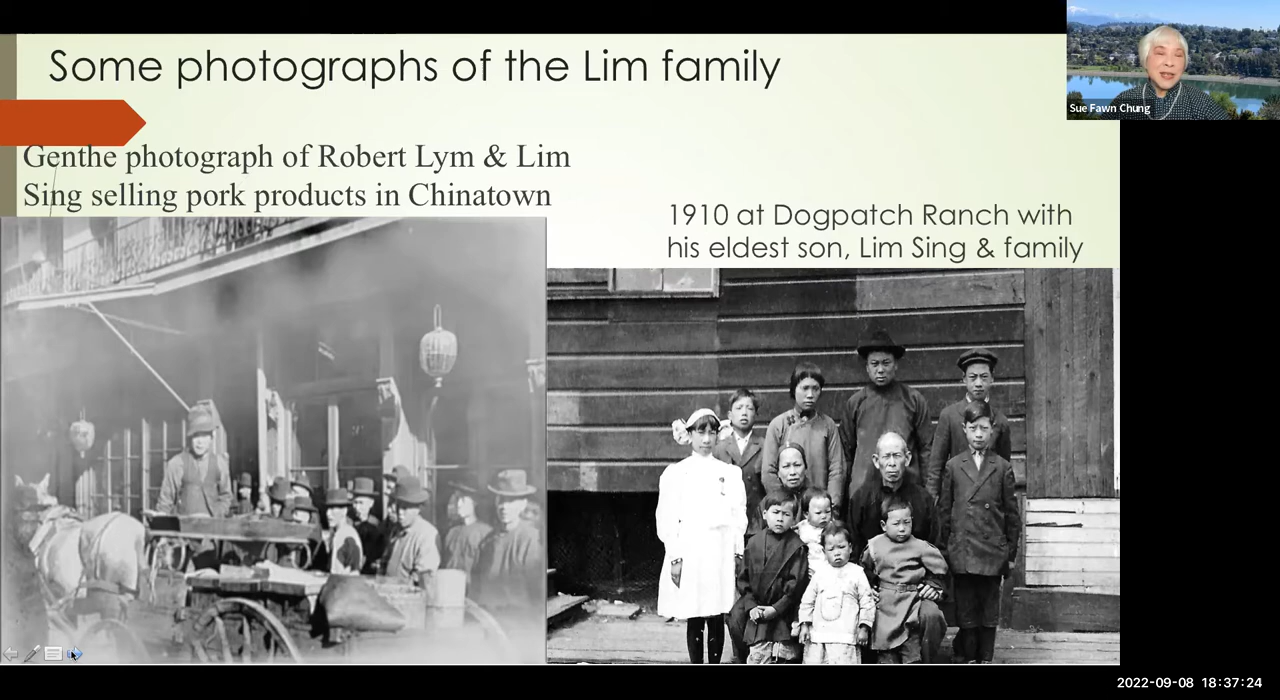 Some photographs of the Lim family
Sue Fawn Chung
Genthe photograph of Robert Lym & Lim
Sing selling pork products in Chinatown
1910 at Dogpatch Ranch with
his eldest son, Lim Sing & family
2022-09-08 18:37:24